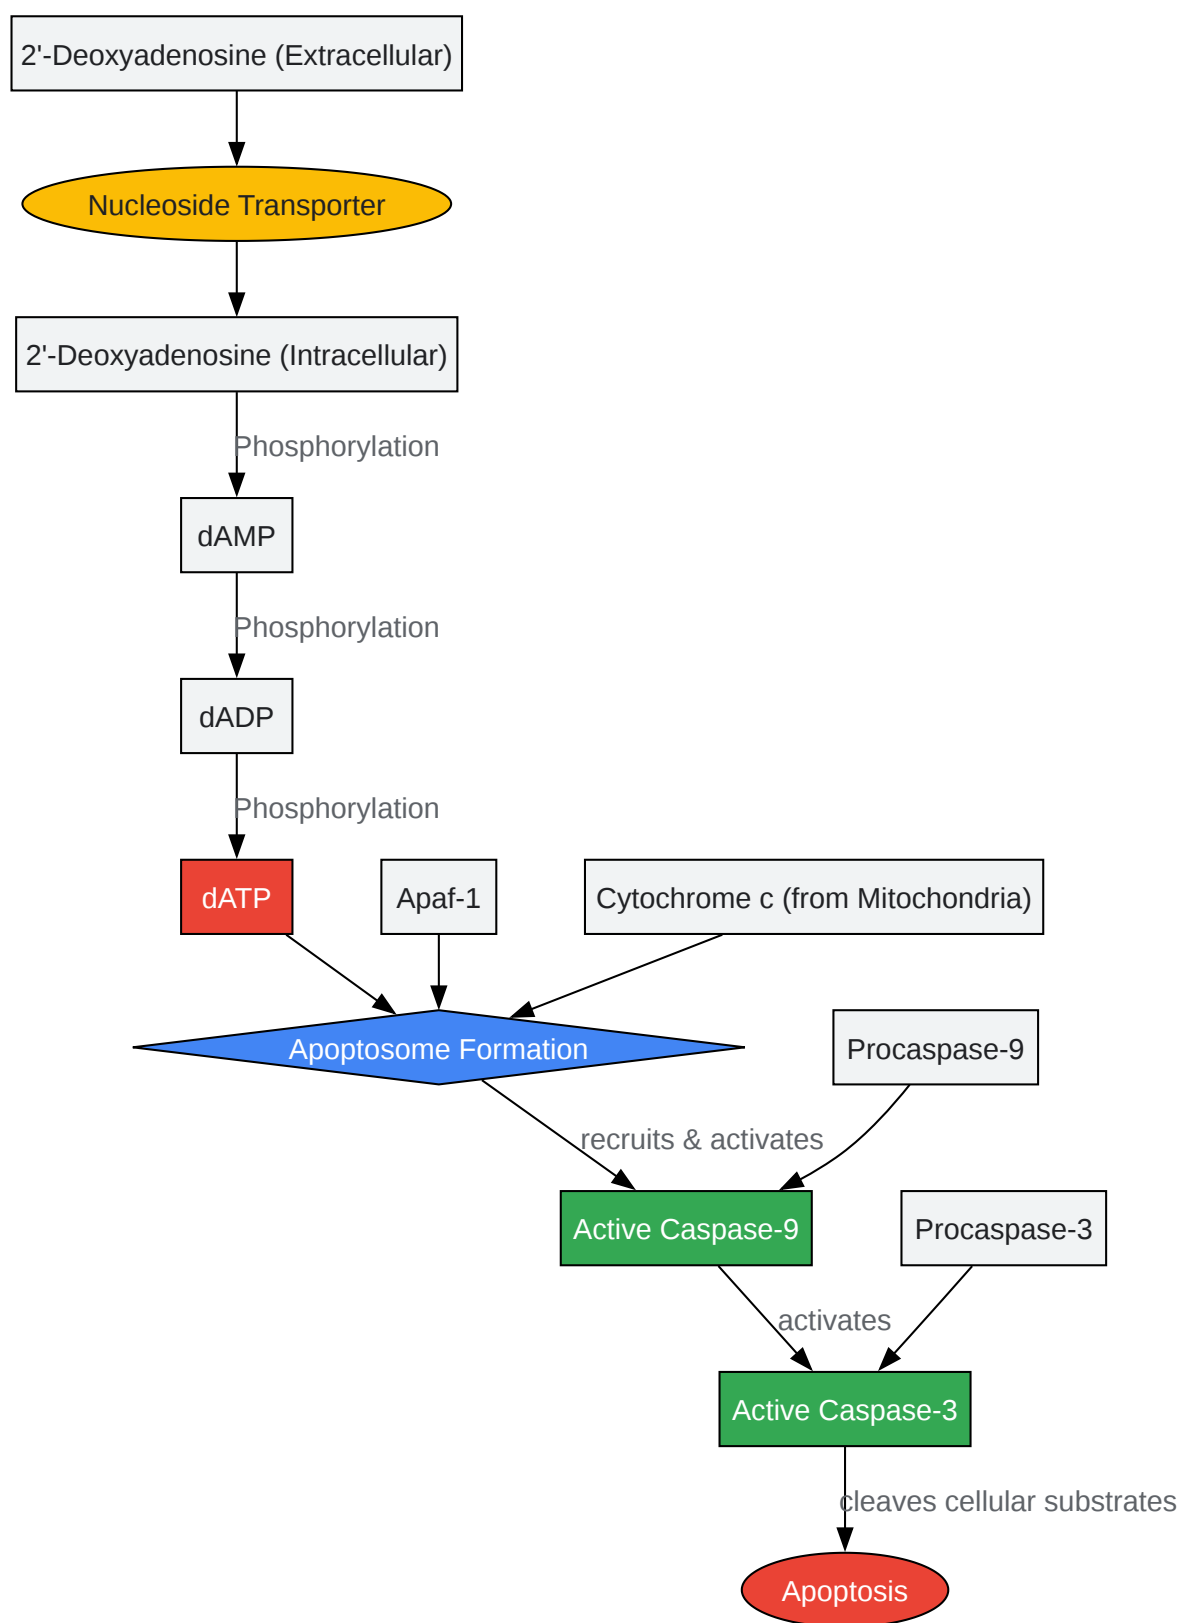 2'-Deoxyadenosine (Extracellular)
Nucleoside Transporter
2'-Deoxyadenosine (Intracellular)
Phosphorylation
dAMP
Phosphorylation
dADP
Phosphorylation
dATP
Apaf-1
Cytochrome c (from Mitochondria)
Apoptosome Formation
Procaspase-9
recruits & activates
Active Caspase-9
Procaspase-3
activates
Active Caspase-3
cleaves cellular substrates
Apoptosis